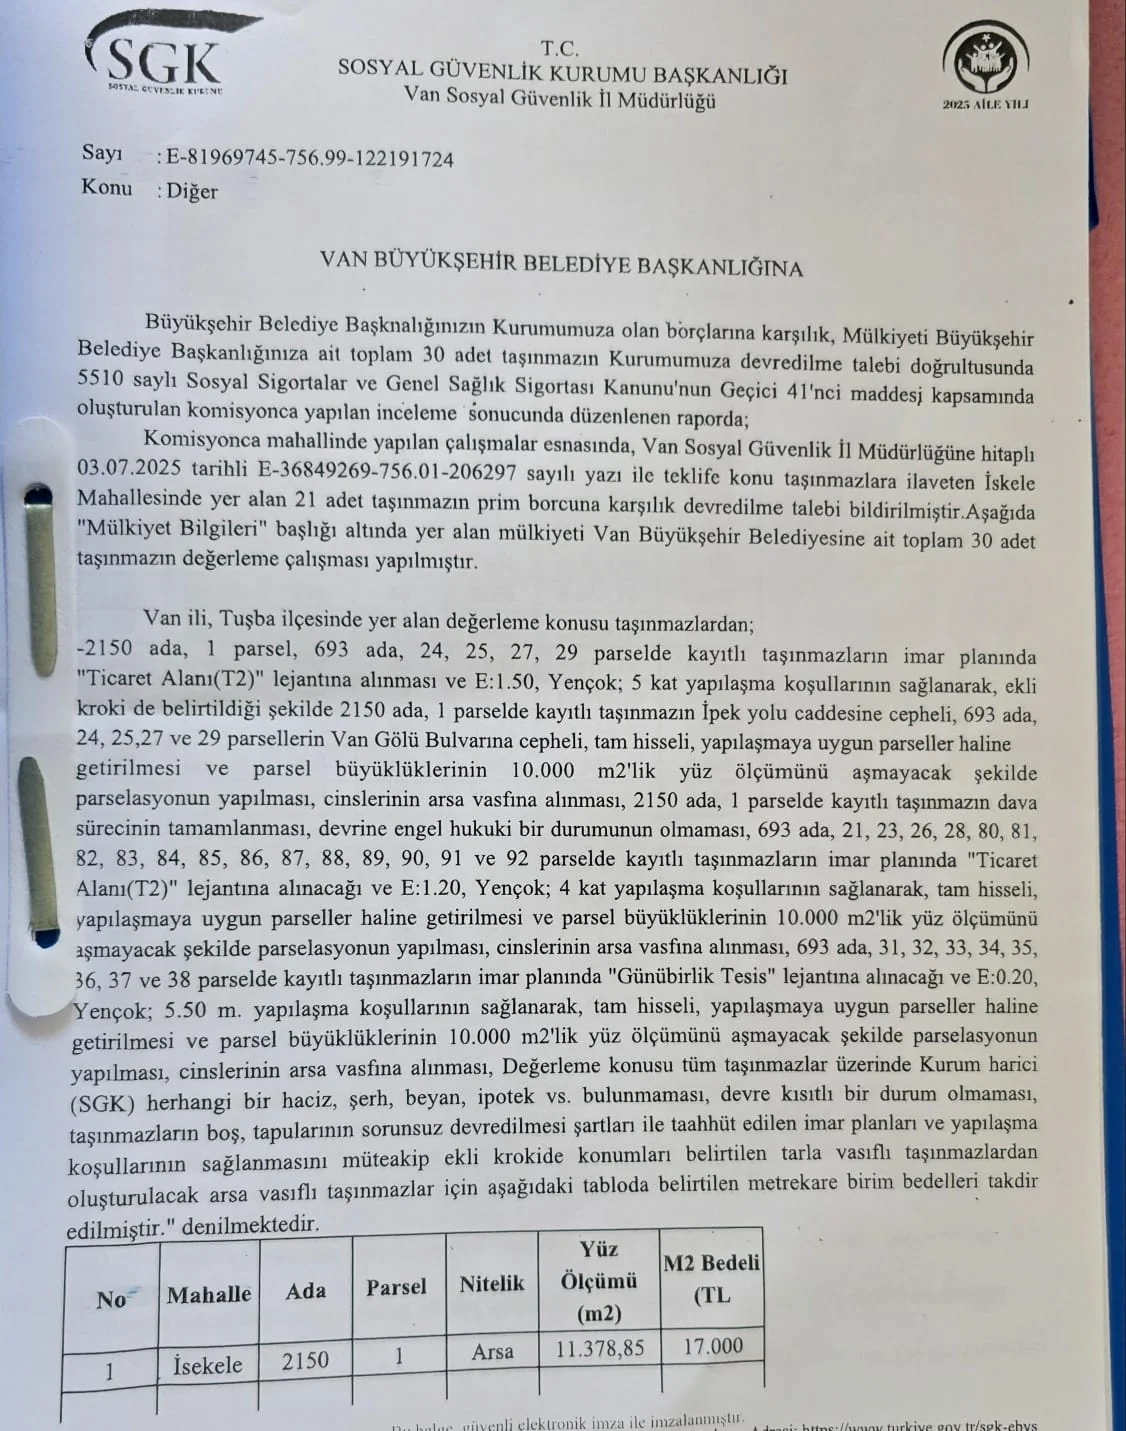 SGK
SOSYAL GÜVENLİK KURUMU
T.C.
SOSYAL GÜVENLİK KURUMU BAŞKANLIĞI
Van Sosyal Güvenlik İl Müdürlüğü
2025 AİLE YILI
Sayı : E-81969745-756.99-122191724
Konu : Diğer
VAN BÜYÜKŞEHİR BELEDİYE BAŞKANLIĞINA
Büyükşehir Belediye Başknalığınızın Kurumumuza olan borçlarına karşılık, Mülkiyeti Büyükşehir
Belediye Başkanlığınıza ait toplam 30 adet taşınmazın Kurumumuza devredilme talebi doğrultusunda
5510 saylı Sosyal Sigortalar ve Genel Sağlık Sigortası Kanunu'nun Geçici 41'nci maddesi kapsamında
oluşturulan komisyonca yapılan inceleme sonucunda düzenlenen raporda;
Komisyonca mahallinde yapılan çalışmalar esnasında, Van Sosyal Güvenlik İl Müdürlüğüne hitaplı
03.07.2025 tarihli E-36849269-756.01-206297 sayılı yazı ile teklife konu taşınmazlara ilaveten İskele
Mahallesinde yer alan 21 adet taşınmazın prim borcuna karşılık devredilme talebi bildirilmiştir.Aşağıda
"Mülkiyet Bilgileri" başlığı altında yer alan mülkiyeti Van Büyükşehir Belediyesine ait toplam 30 adet
taşınmazın değerleme çalışması yapılmıştır.
Van ili, Tuşba ilçesinde yer alan değerleme konusu taşınmazlardan;
-2150 ada, 1 parsel, 693 ada, 24, 25, 27, 29 parselde kayıtlı taşınmazların imar planında
"Ticaret Alanı(T2)" lejantına alınması ve E:1.50, Yençok; 5 kat yapılaşma koşullarının sağlanarak, ekli
kroki de belirtildiği şekilde 2150 ada, 1 parselde kayıtlı taşınmazın İpek yolu caddesine cepheli, 693 ada,
24, 25,27 ve 29 parsellerin Van Gölü Bulvarına cepheli, tam hisseli, yapılaşmaya uygun parseller haline
getirilmesi ve parsel büyüklüklerinin 10.000 m2'lik yüz ölçümünü aşmayacak şekilde
parselasyonun yapılması, cinslerinin arsa vasfına alınması, 2150 ada, 1 parselde kayıtlı taşınmazın dava
sürecinin tamamlanması, devrine engel hukuki bir durumunun olmaması, 693 ada, 21, 23, 26, 28, 80, 81,
82, 83, 84, 85, 86, 87, 88, 89, 90, 91 ve 92 parselde kayıtlı taşınmazların imar planında "Ticaret
Alanı(T2)" lejantına alınacağı ve E:1.20, Yençok; 4 kat yapılaşma koşullarının sağlanarak, tam hisseli,
yapılaşmaya uygun parseller haline getirilmesi ve parsel büyüklüklerinin 10.000 m2'lik yüz ölçümünü
aşmayacak şekilde parselasyonun yapılması, cinslerinin arsa vasfına alınması, 693 ada, 31, 32, 33, 34, 35,
36, 37 ve 38 parselde kayıtlı taşınmazların imar planında "Günübirlik Tesis" lejantına alınacağı ve E:0.20,
Yençok; 5.50 m. yapılaşma koşullarının sağlanarak, tam hisseli, yapılaşmaya uygun parseller haline
getirilmesi ve parsel büyüklüklerinin 10.000 m2'lik yüz ölçümünü aşmayacak şekilde parselasyonun
yapılması, cinslerinin arsa vasfına alınması, Değerleme konusu tüm taşınmazlar üzerinde Kurum harici
(SGK) herhangi bir haciz, şerh, beyan, ipotek vs. bulunmaması, devre kısıtlı bir durum olmaması,
taşınmazların boş, tapularının sorunsuz devredilmesi şartları ile taahhüt edilen imar planları ve yapılaşma
koşullarının sağlanmasını müteakip ekli krokide konumları belirtilen tarla vasıflı taşınmazlardan
oluşturulacak arsa vasıflı taşınmazlar için aşağıdaki tabloda belirtilen metrekare birim bedelleri takdir
edilmiştir." denilmektedir.
No Mahalle Ada Parsel Nitelik Yüz Ölçümü (m2) M2 Bedeli (TL
1 İsekele 2150 1 Arsa 11.378,85 17.000
güvenli elektronik imza ile imzalanmıştır.
https://www.turkiye.gov.tr/sgk-ebys